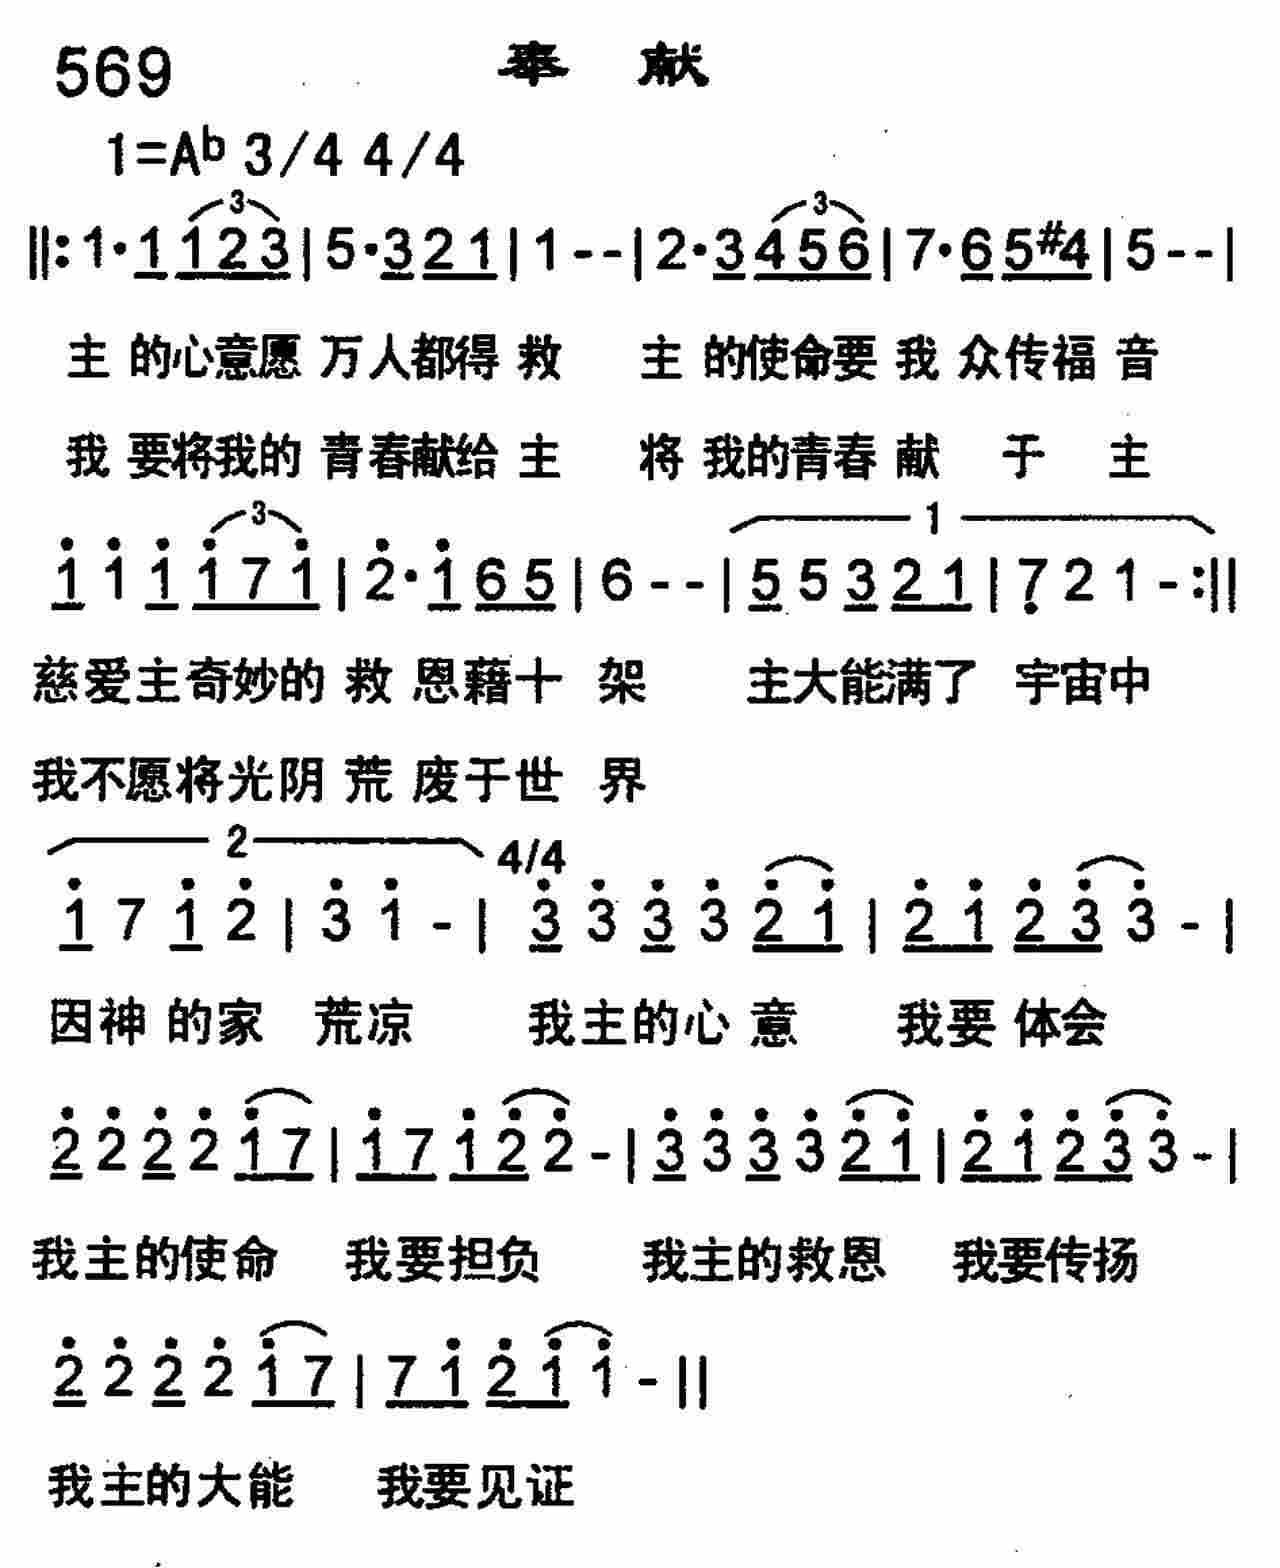 569 奉 献
1=A♭ 3/4 4/4
‖:1·1 1 2 3|5·3 2 1|1--|2·3 4 5 6|7·6 5 #4|5--|
3 3
主的心意愿 万人都得救 主的使命要我 众传福音
我要将我的 青春献给主 将我的青春献 于 主
1̇ 1̇ 1̇ 1̇ 7 1̇|2̇·1̇ 6 5|6--|5 5 3 2 1|7̣ 2 1-:‖
3 1
慈爱主奇妙的 救恩藉十架 主大能满了 宇宙中
我不愿将光阴 荒废于世界
2 4/4
1̇ 7 1̇ 2̇|3̇ 1̇ -|3̇ 3̇ 3̇ 3̇ 2̇ 1̇|2̇ 1̇ 2̇ 3̇ 3̇ -|
因神的家 荒凉 我主的心意 我要体会
2̇ 2̇ 2̇ 2̇ 1̇ 7|1̇ 7 1̇ 2̇ 2̇ -|3̇ 3̇ 3̇ 3̇ 2̇ 1̇|2̇ 1̇ 2̇ 3̇ 3̇ -|
我主的使命 我要担负 我主的救恩 我要传扬
2̇ 2̇ 2̇ 2̇ 1̇ 7|7 1̇ 2̇ 1̇ 1̇ -‖
我主的大能 我要见证